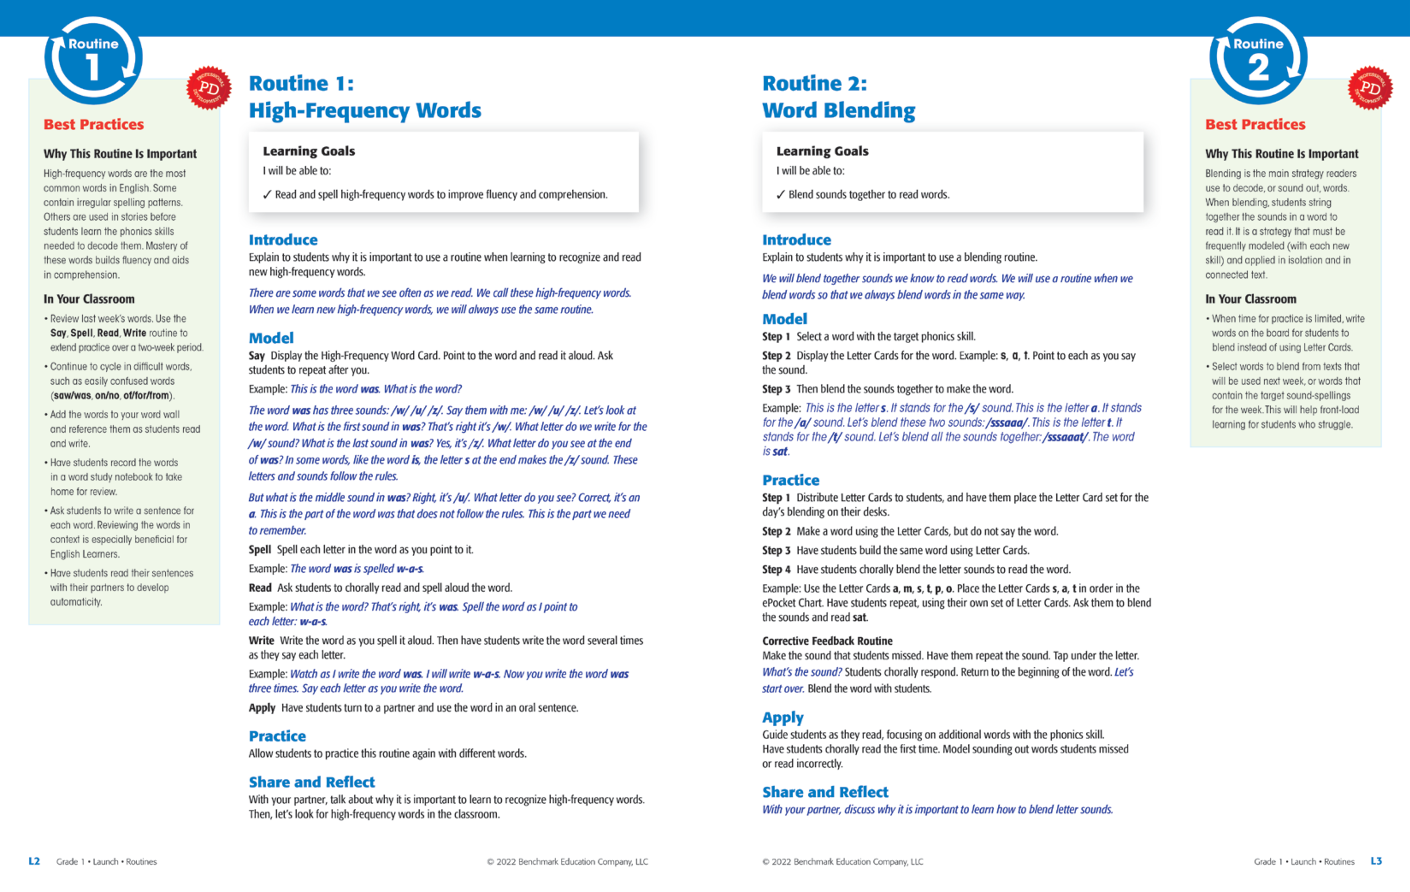 Routine
1
PROFESSIONAL
PD
DEVELOPMENT
Best Practices
Why This Routine Is Important
High-frequency words are the most
common words in English. Some
contain irregular spelling patterns.
Others are used in stories before
students learn the phonics skills
needed to decode them. Mastery of
these words builds fluency and aids
in comprehension.
In Your Classroom
• Review last week's words. Use the
Say, Spell, Read, Write routine to
extend practice over a two-week period.
• Continue to cycle in difficult words,
such as easily confused words
(saw/was, on/no, of/for/from).
• Add the words to your word wall
and reference them as students read
and write.
• Have students record the words
in a word study notebook to take
home for review.
• Ask students to write a sentence for
each word. Reviewing the words in
context is especially beneficial for
English Learners.
• Have students read their sentences
with their partners to develop
automaticity.
Routine 1:
High-Frequency Words
Learning Goals
I will be able to:
✓ Read and spell high-frequency words to improve fluency and comprehension.
Introduce
Explain to students why it is important to use a routine when learning to recognize and read
new high-frequency words.
There are some words that we see often as we read. We call these high-frequency words.
When we learn new high-frequency words, we will always use the same routine.
Model
Say Display the High-Frequency Word Card. Point to the word and read it aloud. Ask
students to repeat after you.
Example: This is the word was. What is the word?
The word was has three sounds: /w/ /u/ /z/. Say them with me: /w/ /u/ /z/. Let's look at
the word. What is the first sound in was? That's right it's /w/. What letter do we write for the
/w/ sound? What is the last sound in was? Yes, it's /z/. What letter do you see at the end
of was? In some words, like the word is, the letter s at the end makes the /z/ sound. These
letters and sounds follow the rules.
But what is the middle sound in was? Right, it's /u/. What letter do you see? Correct, it's an
a. This is the part of the word was that does not follow the rules. This is the part we need
to remember.
Spell Spell each letter in the word as you point to it.
Example: The word was is spelled w-a-s.
Read Ask students to chorally read and spell aloud the word.
Example: What is the word? That's right, it's was. Spell the word as I point to
each letter: w-a-s.
Write Write the word as you spell it aloud. Then have students write the word several times
as they say each letter.
Example: Watch as I write the word was. I will write w-a-s. Now you write the word was
three times. Say each letter as you write the word.
Apply Have students turn to a partner and use the word in an oral sentence.
Practice
Allow students to practice this routine again with different words.
Share and Reflect
With your partner, talk about why it is important to learn to recognize high-frequency words.
Then, let's look for high-frequency words in the classroom.
L2 Grade 1 • Launch • Routines
© 2022 Benchmark Education Company, LLC
Routine 2:
Word Blending
Learning Goals
I will be able to:
✓ Blend sounds together to read words.
Introduce
Explain to students why it is important to use a blending routine.
We will blend together sounds we know to read words. We will use a routine when we
blend words so that we always blend words in the same way.
Model
Step 1 Select a word with the target phonics skill.
Step 2 Display the Letter Cards for the word. Example: s, a, t. Point to each as you say
the sound.
Step 3 Then blend the sounds together to make the word.
Example: This is the letter s. It stands for the /s/ sound. This is the letter a. It stands
for the /a/ sound. Let's blend these two sounds: /sssaaa/. This is the letter t. It
stands for the /t/ sound. Let's blend all the sounds together: /sssaaat/. The word
is sat.
Practice
Step 1 Distribute Letter Cards to students, and have them place the Letter Card set for the
day's blending on their desks.
Step 2 Make a word using the Letter Cards, but do not say the word.
Step 3 Have students build the same word using Letter Cards.
Step 4 Have students chorally blend the letter sounds to read the word.
Example: Use the Letter Cards a, m, s, t, p, o. Place the Letter Cards s, a, t in order in the
ePocket Chart. Have students repeat, using their own set of Letter Cards. Ask them to blend
the sounds and read sat.
Corrective Feedback Routine
Make the sound that students missed. Have them repeat the sound. Tap under the letter.
What's the sound? Students chorally respond. Return to the beginning of the word. Let's
start over. Blend the word with students.
Apply
Guide students as they read, focusing on additional words with the phonics skill.
Have students chorally read the first time. Model sounding out words students missed
or read incorrectly.
Share and Reflect
With your partner, discuss why it is important to learn how to blend letter sounds.
Routine
2
PROFESSIONAL
PD
DEVELOPMENT
Best Practices
Why This Routine Is Important
Blending is the main strategy readers
use to decode, or sound out, words.
When blending, students string
together the sounds in a word to
read it. It is a strategy that must be
frequently modeled (with each new
skill) and applied in isolation and in
connected text.
In Your Classroom
• When time for practice is limited, write
words on the board for students to
blend instead of using Letter Cards.
• Select words to blend from texts that
will be used next week, or words that
contain the target sound-spellings
for the week. This will help front-load
learning for students who struggle.
© 2022 Benchmark Education Company, LLC
Grade 1 • Launch • Routines L3